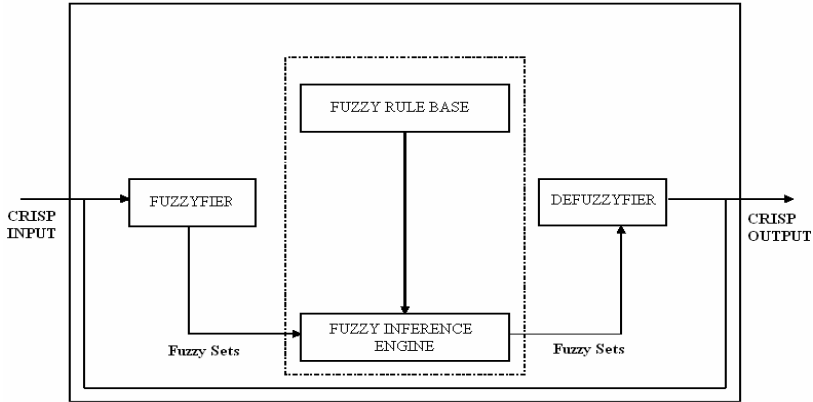 FUZZY RULE BASE
FUZZYFIER
DEFUZZYFIER
CRISP
INPUT
CRISP
OUTPUT
FUZZY INFERENCE
ENGINE
Fuzzy Sets
Fuzzy Sets